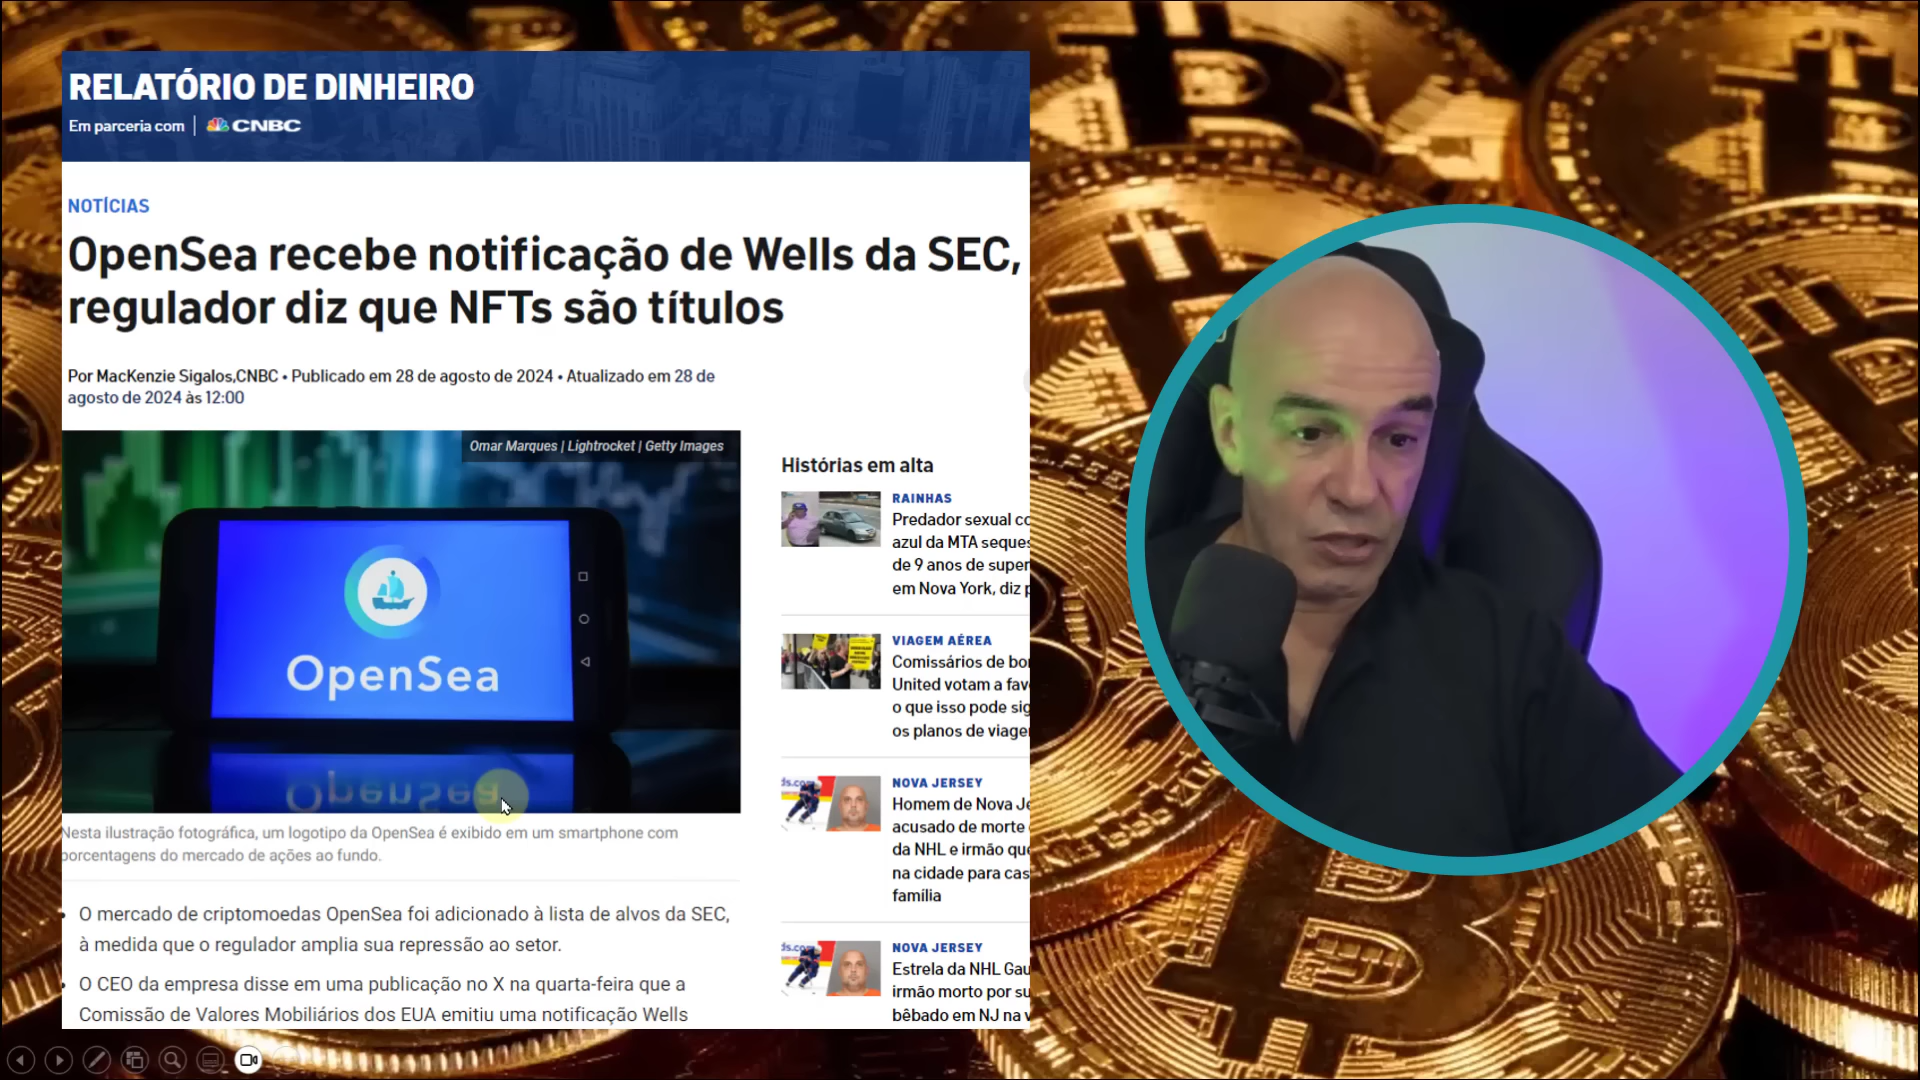 RELATÓRIO DE DINHEIRO
Em parceria com | CNBC
NOTÍCIAS
OpenSea recebe notificação de Wells da SEC,
regulador diz que NFTs são títulos
Por MacKenzie Sigalos,CNBC • Publicado em 28 de agosto de 2024 • Atualizado em 28 de
agosto de 2024 às 12:00
Omar Marques | Lightrocket | Getty Images
OpenSea
Nesta ilustração fotográfica, um logotipo da OpenSea é exibido em um smartphone com
porcentagens do mercado de ações ao fundo.
• O mercado de criptomoedas OpenSea foi adicionado à lista de alvos da SEC,
à medida que o regulador amplia sua repressão ao setor.
• O CEO da empresa disse em uma publicação no X na quarta-feira que a
Comissão de Valores Mobiliários dos EUA emitiu uma notificação Wells
Histórias em alta
RAINHAS
Predador sexual co
azul da MTA seques
de 9 anos de super
em Nova York, diz p
VIAGEM AÉREA
Comissários de bor
United votam a fav
o que isso pode sig
os planos de viage
NOVA JERSEY
Homem de Nova Je
acusado de morte
da NHL e irmão que
na cidade para cas
família
NOVA JERSEY
Estrela da NHL Gau
irmão morto por su
bêbado em NJ na v